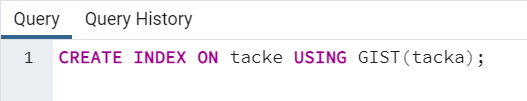 Query Query History
1 CREATE INDEX ON tacke USING GIST(tacka);